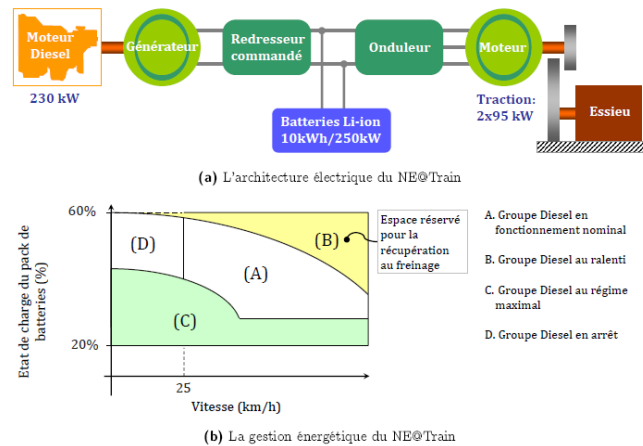 Moteur
Diesel
230 kW
Générateur
Redresseur
commandé
Onduleur
Moteur
Batteries Li-ion
10kWh/250kW
Traction:
2x95 kW
Essieu
(a) L'architecture électrique du NE@Train
Etat de charge du pack de
batteries (%)
60%
20%
(D)
(B)
(A)
(C)
Espace réservé
pour la
récupération
au freinage
25
Vitesse (km/h)
A. Groupe Diesel en
fonctionnement nominal
B. Groupe Diesel au ralenti
C. Groupe Diesel au régime
maximal
D. Groupe Diesel en arrêt
(b) La gestion énergétique du NE@Train